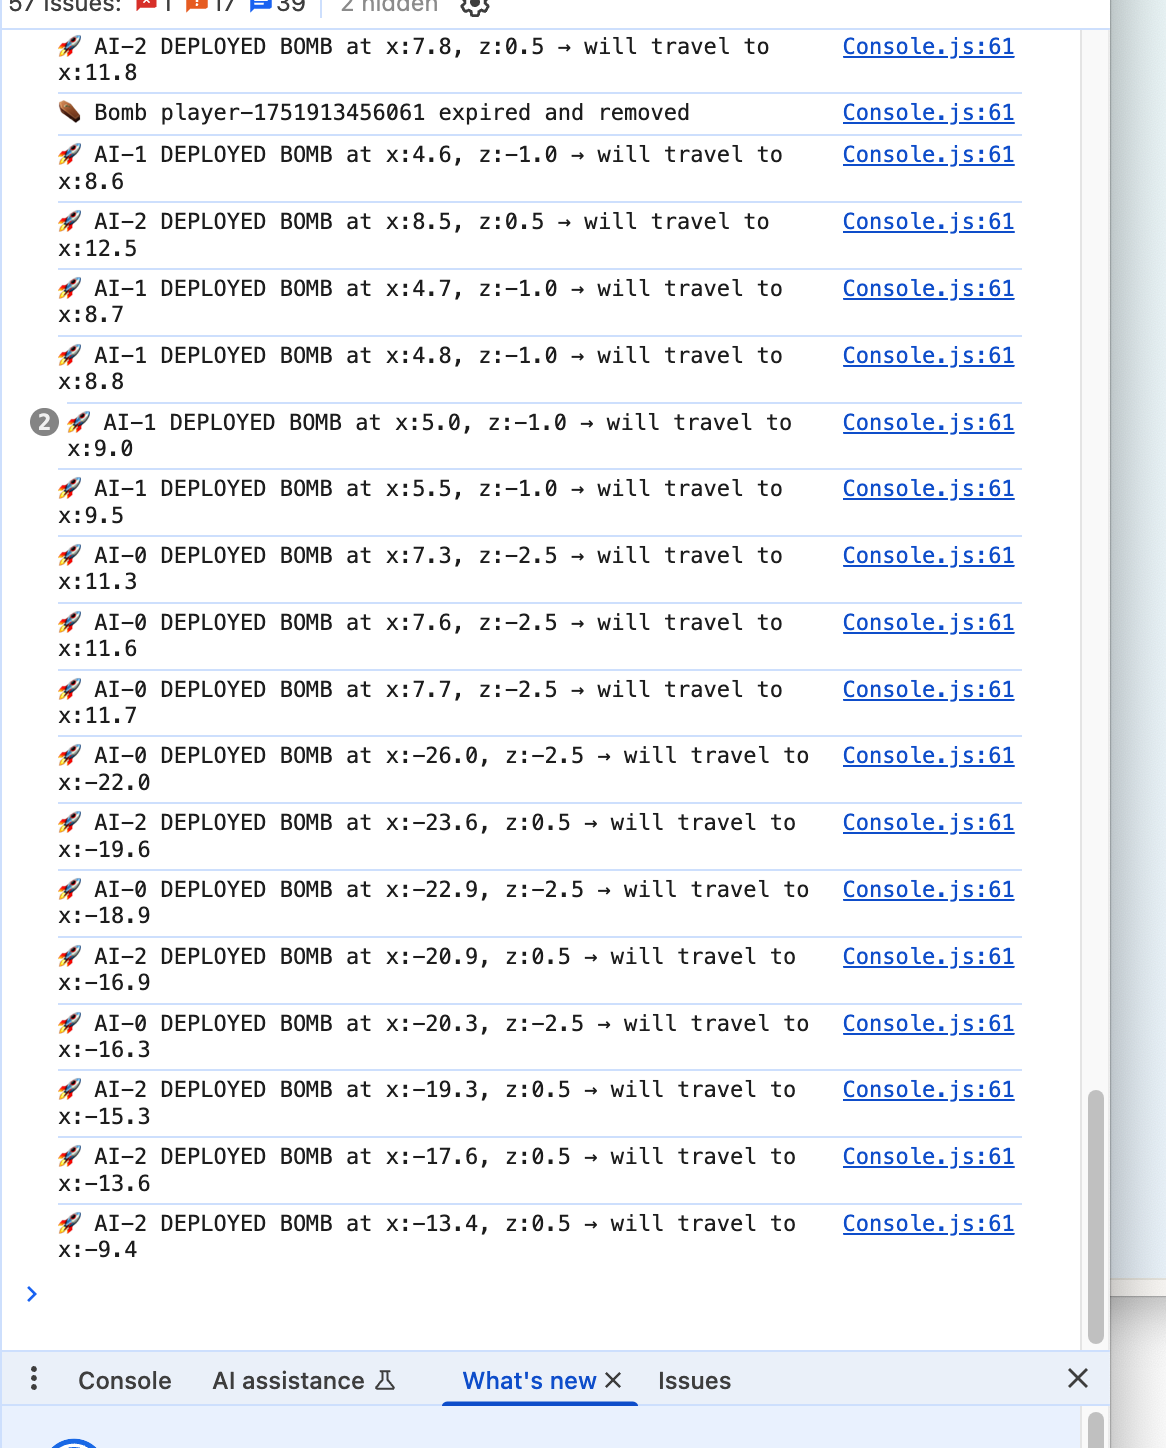 57 Issues: 1 17 39 2 hidden
🚀 AI-2 DEPLOYED BOMB at x:7.8, z:0.5 → will travel to Console.js:61
x:11.8
⚰️ Bomb player-1751913456061 expired and removed Console.js:61
🚀 AI-1 DEPLOYED BOMB at x:4.6, z:-1.0 → will travel to Console.js:61
x:8.6
🚀 AI-2 DEPLOYED BOMB at x:8.5, z:0.5 → will travel to Console.js:61
x:12.5
🚀 AI-1 DEPLOYED BOMB at x:4.7, z:-1.0 → will travel to Console.js:61
x:8.7
🚀 AI-1 DEPLOYED BOMB at x:4.8, z:-1.0 → will travel to Console.js:61
x:8.8
2 🚀 AI-1 DEPLOYED BOMB at x:5.0, z:-1.0 → will travel to Console.js:61
x:9.0
🚀 AI-1 DEPLOYED BOMB at x:5.5, z:-1.0 → will travel to Console.js:61
x:9.5
🚀 AI-0 DEPLOYED BOMB at x:7.3, z:-2.5 → will travel to Console.js:61
x:11.3
🚀 AI-0 DEPLOYED BOMB at x:7.6, z:-2.5 → will travel to Console.js:61
x:11.6
🚀 AI-0 DEPLOYED BOMB at x:7.7, z:-2.5 → will travel to Console.js:61
x:11.7
🚀 AI-0 DEPLOYED BOMB at x:-26.0, z:-2.5 → will travel to Console.js:61
x:-22.0
🚀 AI-2 DEPLOYED BOMB at x:-23.6, z:0.5 → will travel to Console.js:61
x:-19.6
🚀 AI-0 DEPLOYED BOMB at x:-22.9, z:-2.5 → will travel to Console.js:61
x:-18.9
🚀 AI-2 DEPLOYED BOMB at x:-20.9, z:0.5 → will travel to Console.js:61
x:-16.9
🚀 AI-0 DEPLOYED BOMB at x:-20.3, z:-2.5 → will travel to Console.js:61
x:-16.3
🚀 AI-2 DEPLOYED BOMB at x:-19.3, z:0.5 → will travel to Console.js:61
x:-15.3
🚀 AI-2 DEPLOYED BOMB at x:-17.6, z:0.5 → will travel to Console.js:61
x:-13.6
🚀 AI-2 DEPLOYED BOMB at x:-13.4, z:0.5 → will travel to Console.js:61
x:-9.4
Console AI assistance What's new Issues